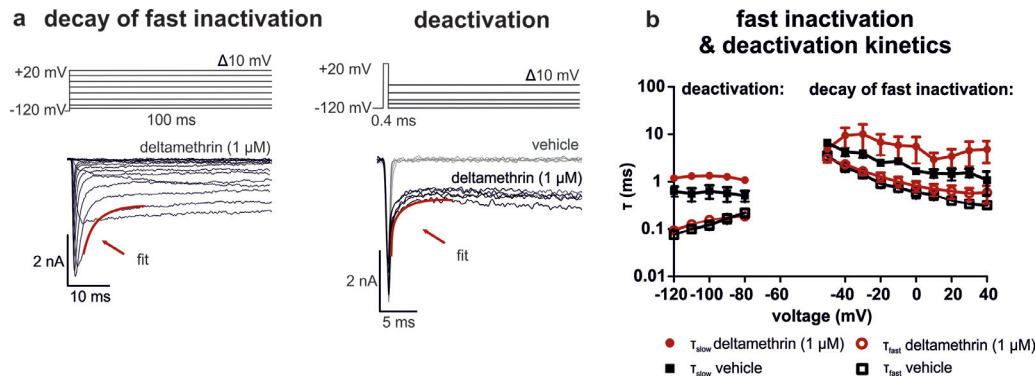 a decay of fast inactivation
deactivation
+20 mV
Δ10 mV
-120 mV
100 ms
+20 mV
Δ10 mV
-120 mV
0.4 ms
deltamethrin (1 µM)
fit
2 nA
10 ms
vehicle
deltamethrin (1 µM)
fit
2 nA
5 ms
b fast inactivation
& deactivation kinetics
deactivation: decay of fast inactivation:
100
10
1
0.1
0.01
τ (ms)
-120 -100 -80 -60 -40 -20 0 20 40
voltage (mV)
τslow deltamethrin (1 µM) τfast deltamethrin (1 µM)
τslow vehicle τfast vehicle